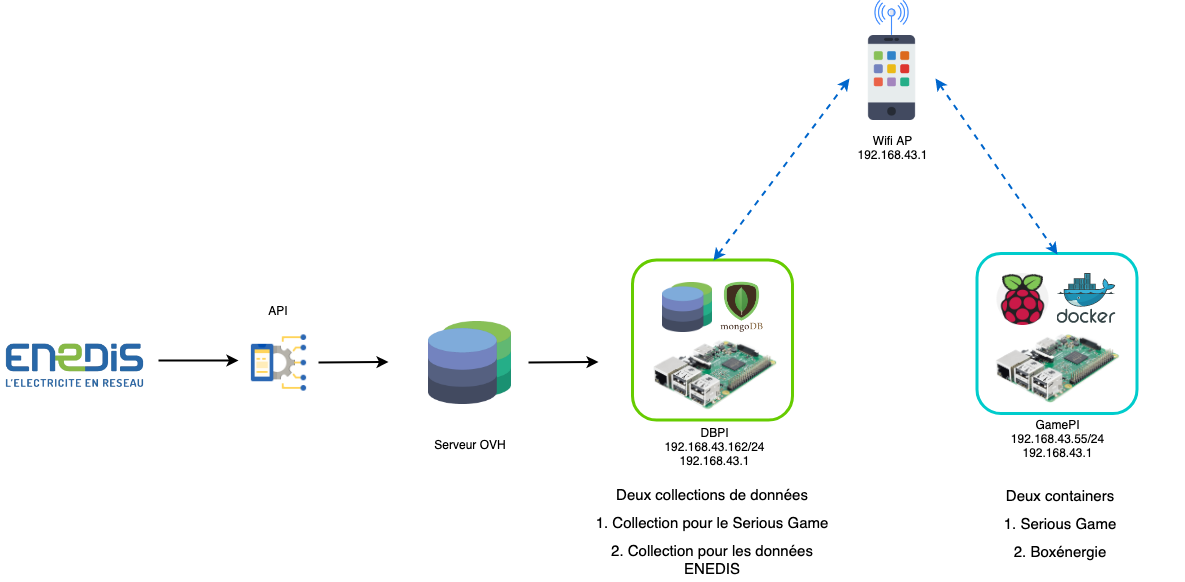 Wifi AP
192.168.43.1
API
ENEDIS
L'ELECTRICITE EN RESEAU
Serveur OVH
mongoDB
DBPI
192.168.43.162/24
192.168.43.1
docker
GamePI
192.168.43.55/24
192.168.43.1
Deux collections de données
1. Collection pour le Serious Game
2. Collection pour les données
ENEDIS
Deux containers
1. Serious Game
2. Boxénergie